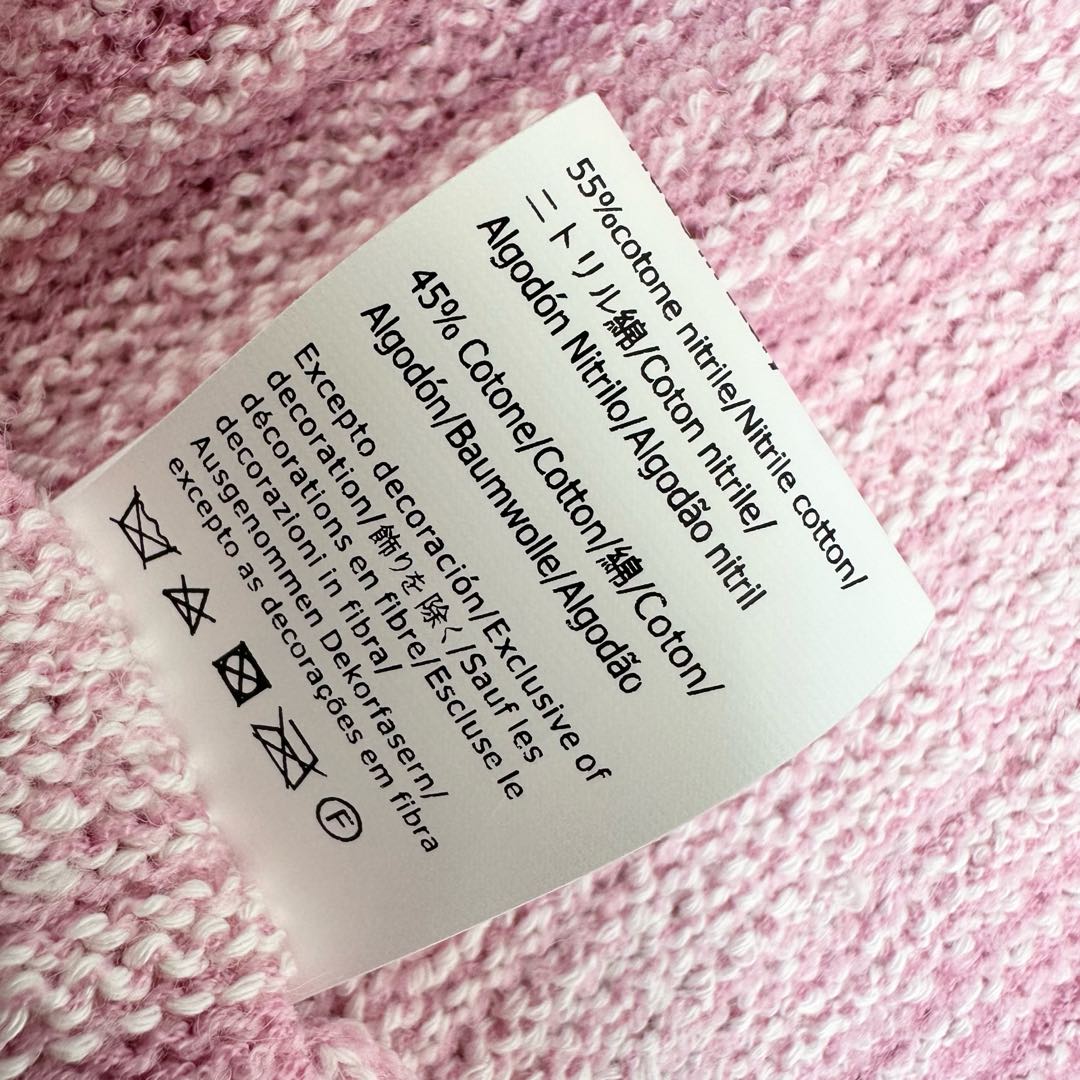 55%cotone nitrile/Nitrile cotton/
ニトリル綿/Coton nitrile/
Algodón Nitrilo/Algodão nitril
45% Cotone/Cotton/綿/Coton/
Algodón/Baumwolle/Algodão
Excepto decoración/Exclusive of
decoration/飾りを除く/Sauf les
décorations en fibre/Escluse le
decorazioni in fibra/
Ausgenommen Dekorfasern/
excepto as decorações em fibra
F